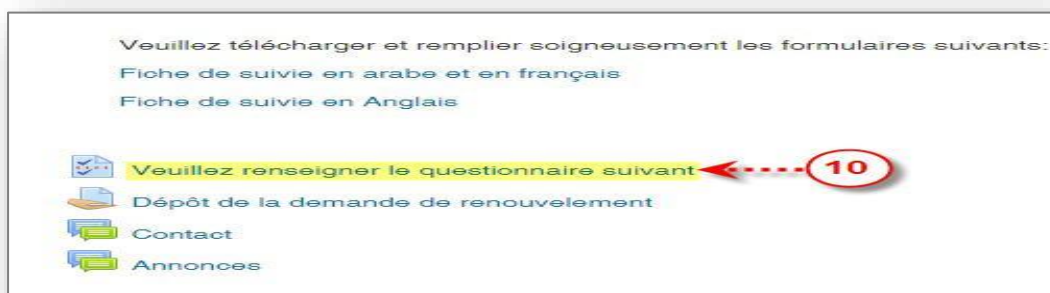 Veuillez télécharger et remplier soigneusement les formulaires suivants:
Fiche de suivie en arabe et en français
Fiche de suivie en Anglais
Veuillez renseigner le questionnaire suivant 10
Dépôt de la demande de renouvelement
Contact
Annonces